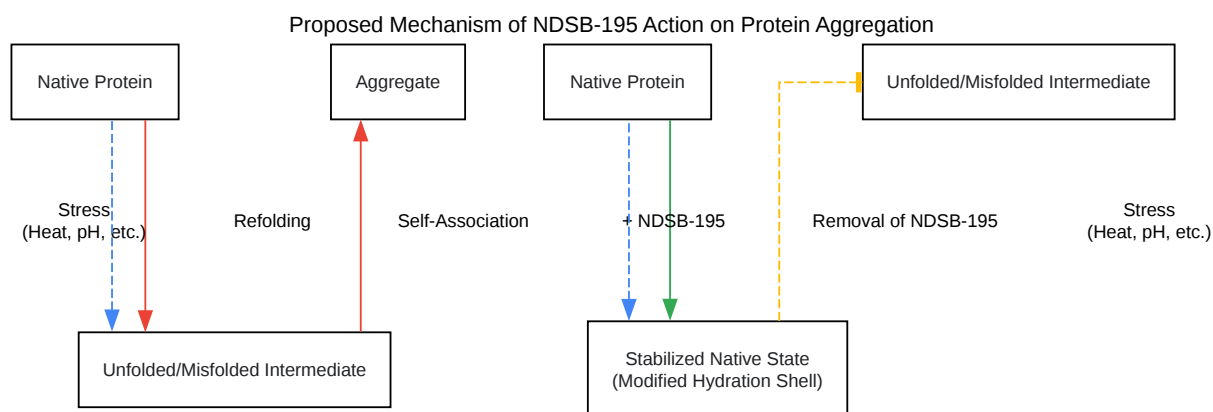 Proposed Mechanism of NDSB-195 Action on Protein Aggregation
Native Protein
Aggregate
Native Protein
Unfolded/Misfolded Intermediate
Stress
(Heat, pH, etc.)
Refolding
Self-Association
+ NDSB-195
Removal of NDSB-195
Stress
(Heat, pH, etc.)
Unfolded/Misfolded Intermediate
Stabilized Native State
(Modified Hydration Shell)